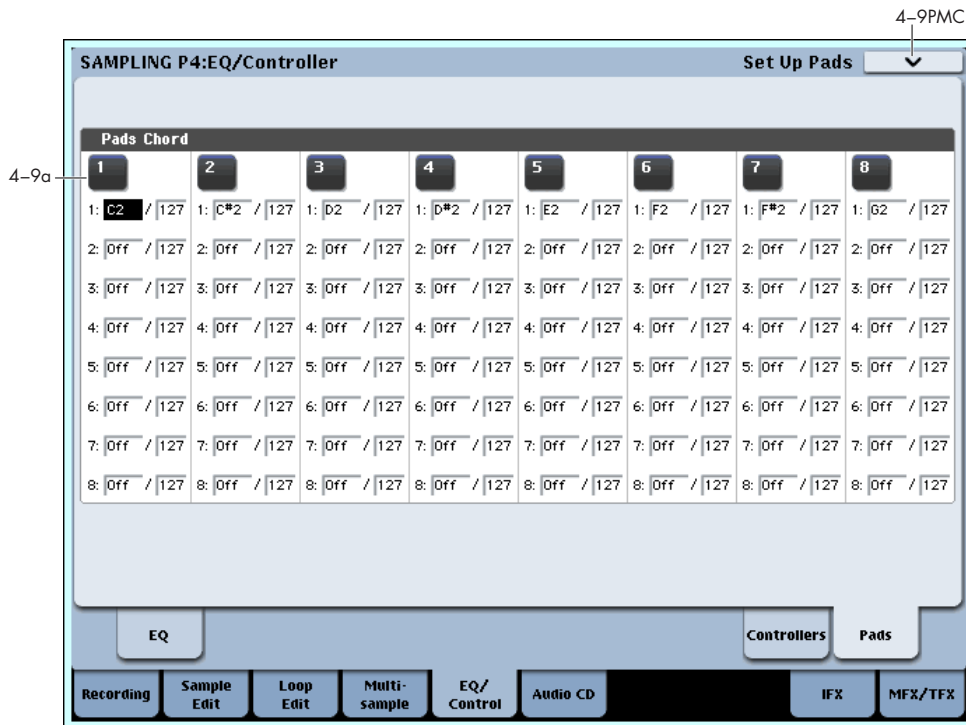 4–9PMC
SAMPLING P4:EQ/Controller Set Up Pads
Pads Chord
4–9a
1 2 3 4 5 6 7 8
1: C2 / 127 1: C#2 / 127 1: D2 / 127 1: D#2 / 127 1: E2 / 127 1: F2 / 127 1: F#2 / 127 1: G2 / 127
2: Off / 127 2: Off / 127 2: Off / 127 2: Off / 127 2: Off / 127 2: Off / 127 2: Off / 127 2: Off / 127
3: Off / 127 3: Off / 127 3: Off / 127 3: Off / 127 3: Off / 127 3: Off / 127 3: Off / 127 3: Off / 127
4: Off / 127 4: Off / 127 4: Off / 127 4: Off / 127 4: Off / 127 4: Off / 127 4: Off / 127 4: Off / 127
5: Off / 127 5: Off / 127 5: Off / 127 5: Off / 127 5: Off / 127 5: Off / 127 5: Off / 127 5: Off / 127
6: Off / 127 6: Off / 127 6: Off / 127 6: Off / 127 6: Off / 127 6: Off / 127 6: Off / 127 6: Off / 127
7: Off / 127 7: Off / 127 7: Off / 127 7: Off / 127 7: Off / 127 7: Off / 127 7: Off / 127 7: Off / 127
8: Off / 127 8: Off / 127 8: Off / 127 8: Off / 127 8: Off / 127 8: Off / 127 8: Off / 127 8: Off / 127
EQ Controllers Pads
Recording
Sample
Edit
Loop
Edit
Multi-
sample
EQ/
Control
Audio CD
IFX
MFX/TFX